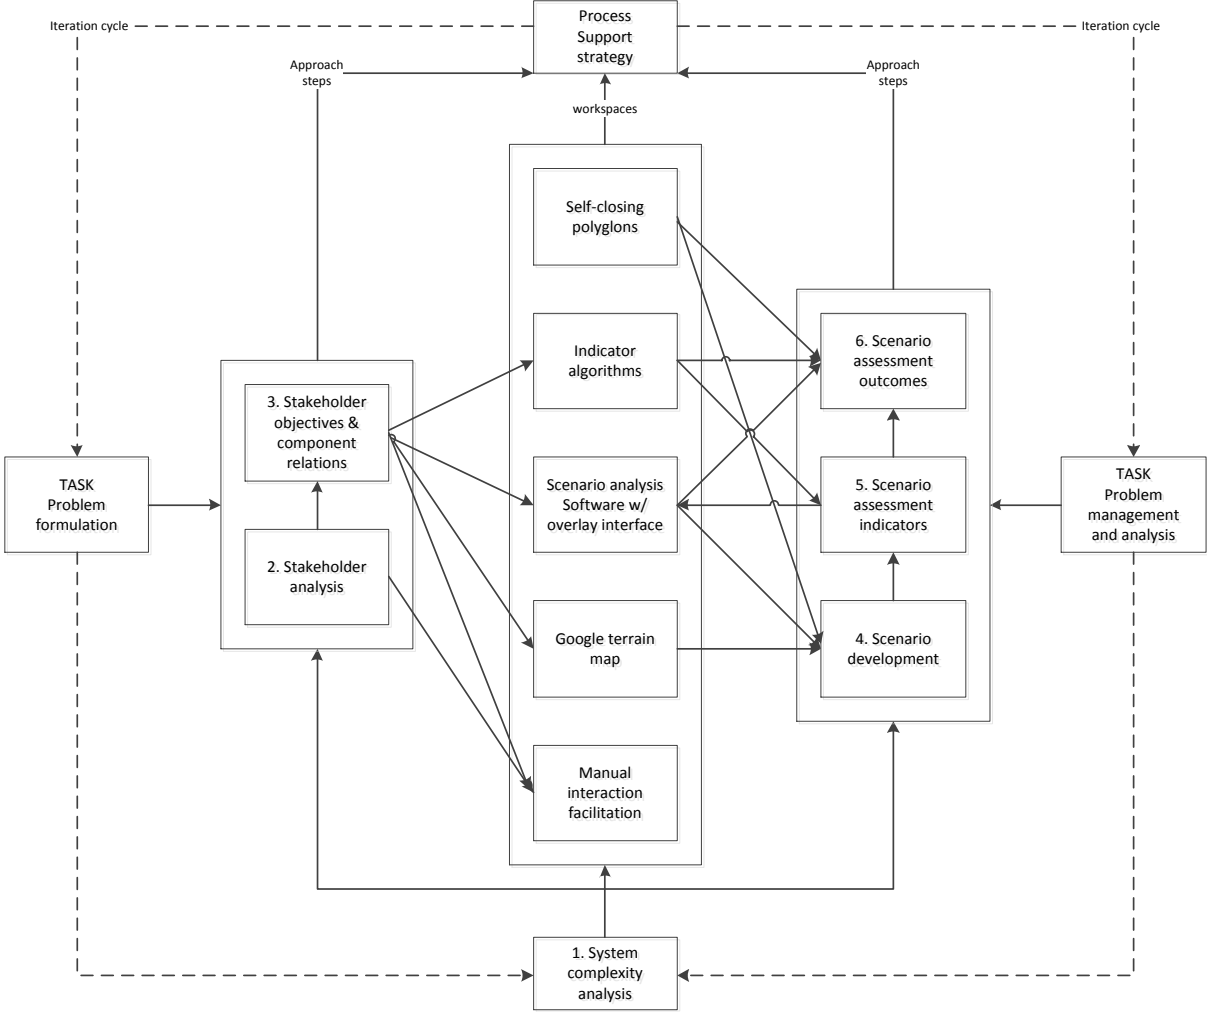 Process
Support
strategy
Iteration cycle
Iteration cycle
Approach
steps
Approach
steps
workspaces
Self-closing
polyglons
Indicator
algorithms
6. Scenario
assessment
outcomes
3. Stakeholder
objectives &
component
relations
TASK
Problem
formulation
Scenario analysis
Software w/
overlay interface
5. Scenario
assessment
indicators
TASK
Problem
management
and analysis
2. Stakeholder
analysis
Google terrain
map
4. Scenario
development
Manual
interaction
facilitation
1. System
complexity
analysis